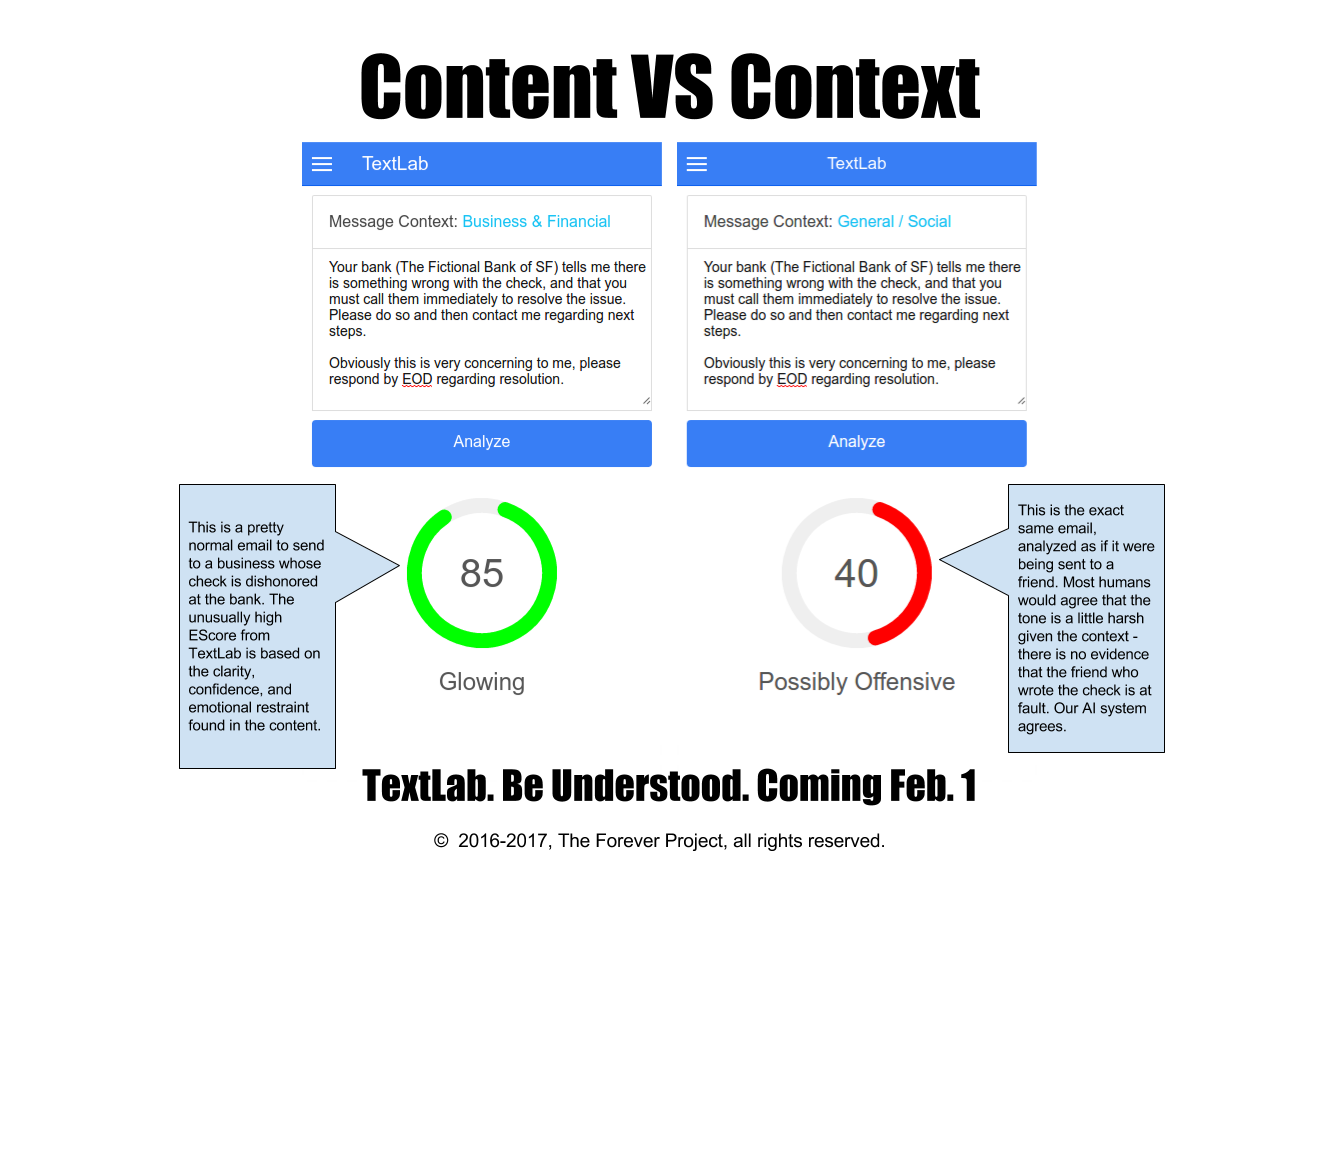 Content VS Context
TextLab
Message Context: Business & Financial
Your bank (The Fictional Bank of SF) tells me there
is something wrong with the check, and that you
must call them immediately to resolve the issue.
Please do so and then contact me regarding next
steps.
Obviously this is very concerning to me, please
respond by EOD regarding resolution.
Analyze
TextLab
Message Context: General / Social
Your bank (The Fictional Bank of SF) tells me there
is something wrong with the check, and that you
must call them immediately to resolve the issue.
Please do so and then contact me regarding next
steps.
Obviously this is very concerning to me, please
respond by EOD regarding resolution.
Analyze
This is a pretty
normal email to send
to a business whose
check is dishonored
at the bank. The
unusually high
EScore from
TextLab is based on
the clarity,
confidence, and
emotional restraint
found in the content.
85
Glowing
40
Possibly Offensive
This is the exact
same email,
analyzed as if it were
being sent to a
friend. Most humans
would agree that the
tone is a little harsh
given the context -
there is no evidence
that the friend who
wrote the check is at
fault. Our AI system
agrees.
TextLab. Be Understood. Coming Feb. 1
© 2016-2017, The Forever Project, all rights reserved.